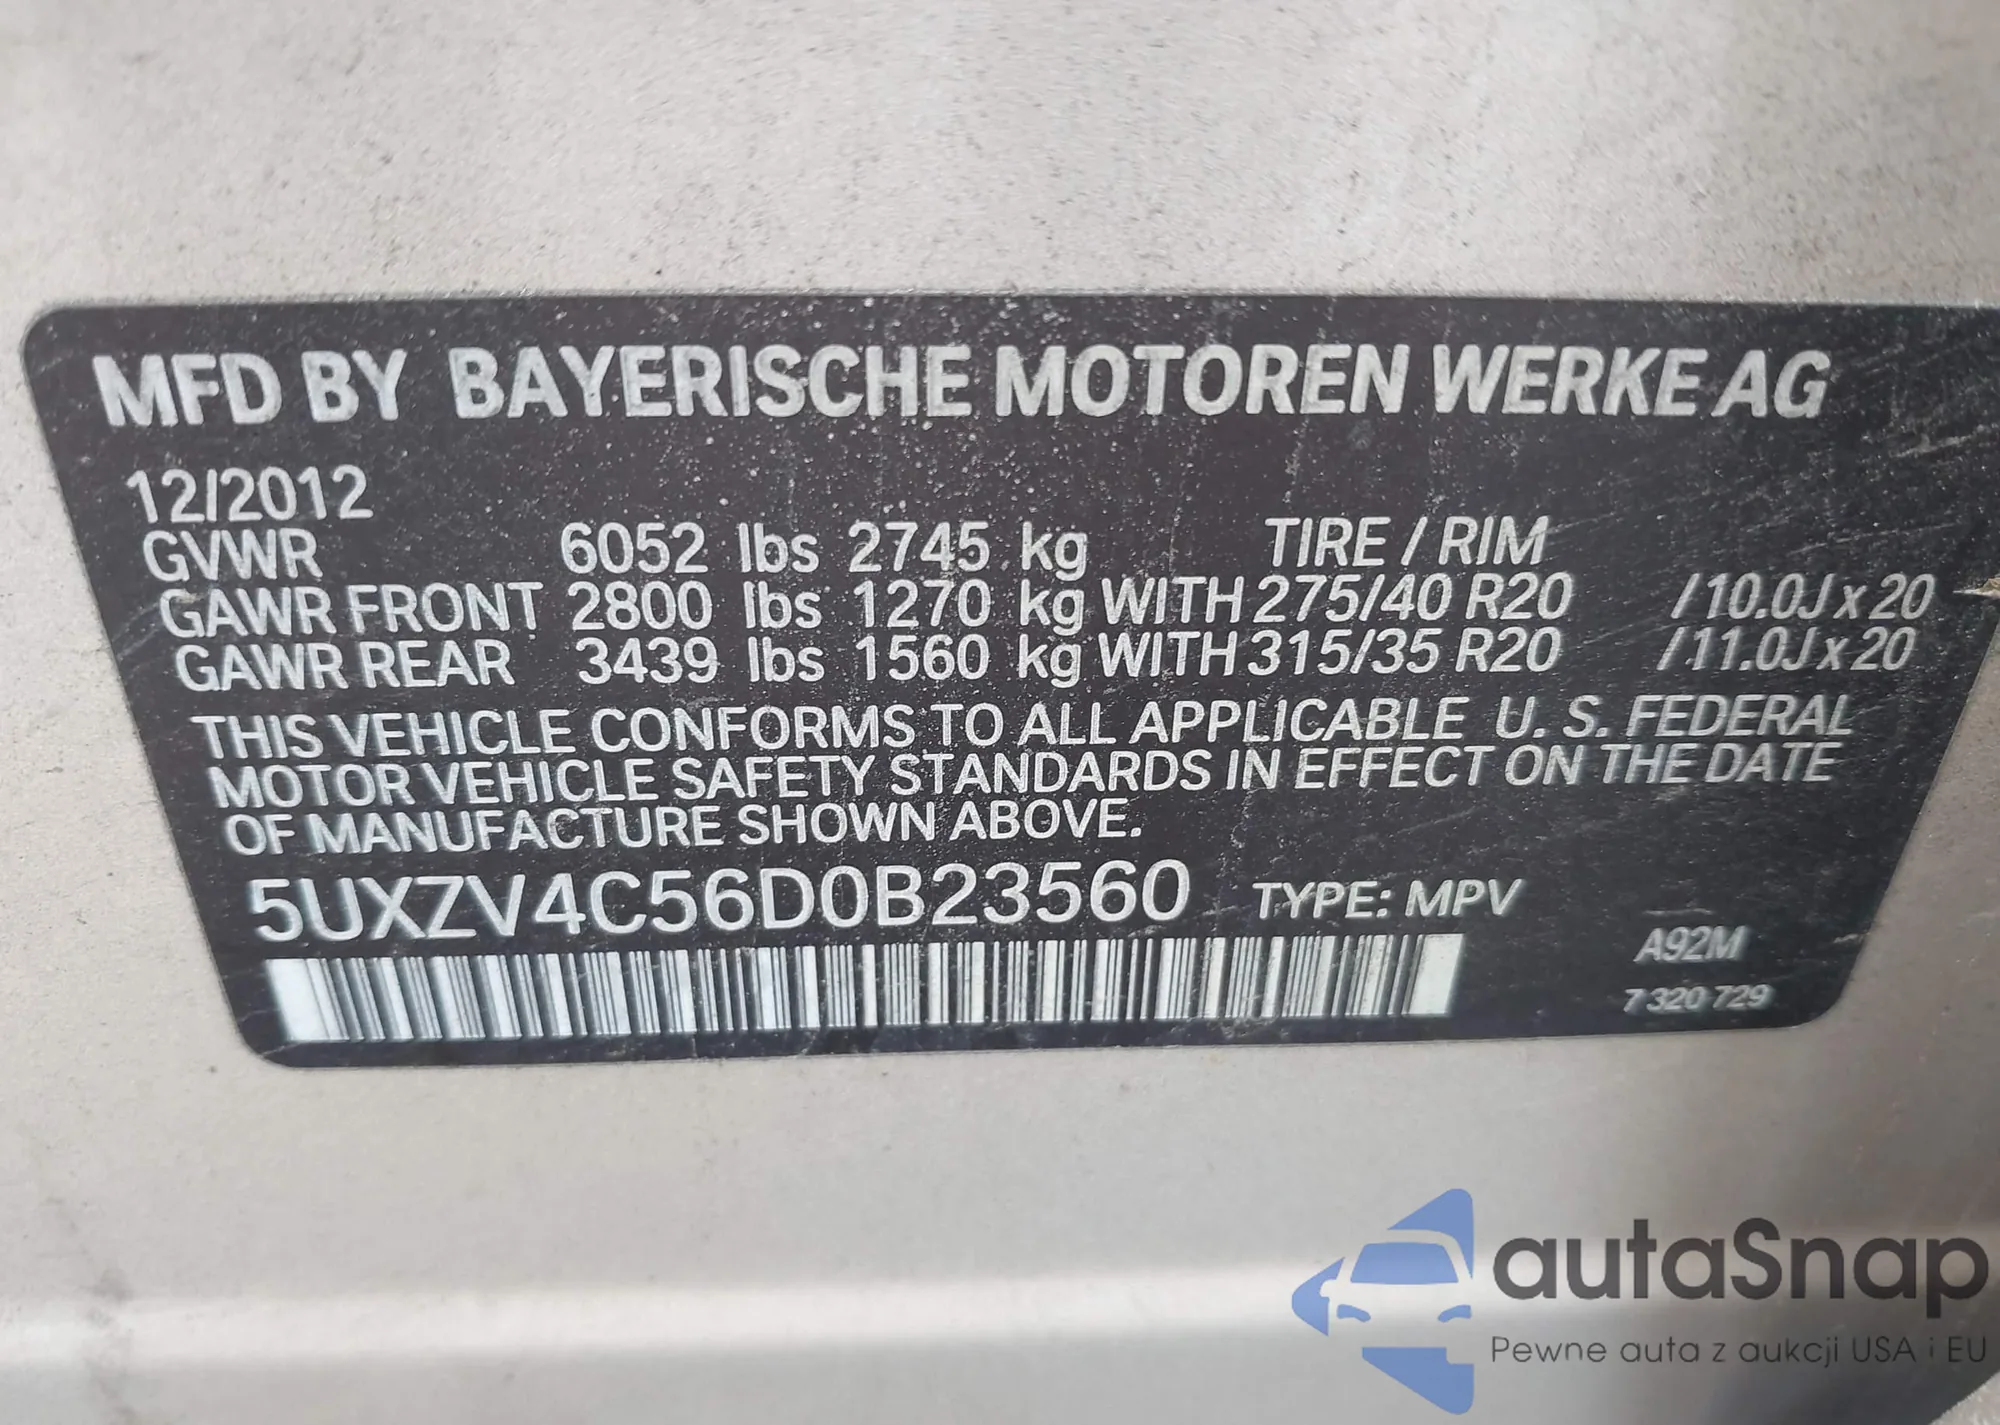 MFD BY BAYERISCHE MOTOREN WERKE AG
12/2012
GVWR 6052 lbs 2745 kg TIRE / RIM
GAWR FRONT 2800 lbs 1270 kg WITH 275/40 R20 / 10.0J x 20
GAWR REAR 3439 lbs 1560 kg WITH 315/35 R20 / 11.0J x 20
THIS VEHICLE CONFORMS TO ALL APPLICABLE U. S. FEDERAL
MOTOR VEHICLE SAFETY STANDARDS IN EFFECT ON THE DATE
OF MANUFACTURE SHOWN ABOVE.
5UXZV4C56D0B23560 TYPE: MPV
A92M
7 320 729
autaSnap
Pewne auta z aukcji USA i EU